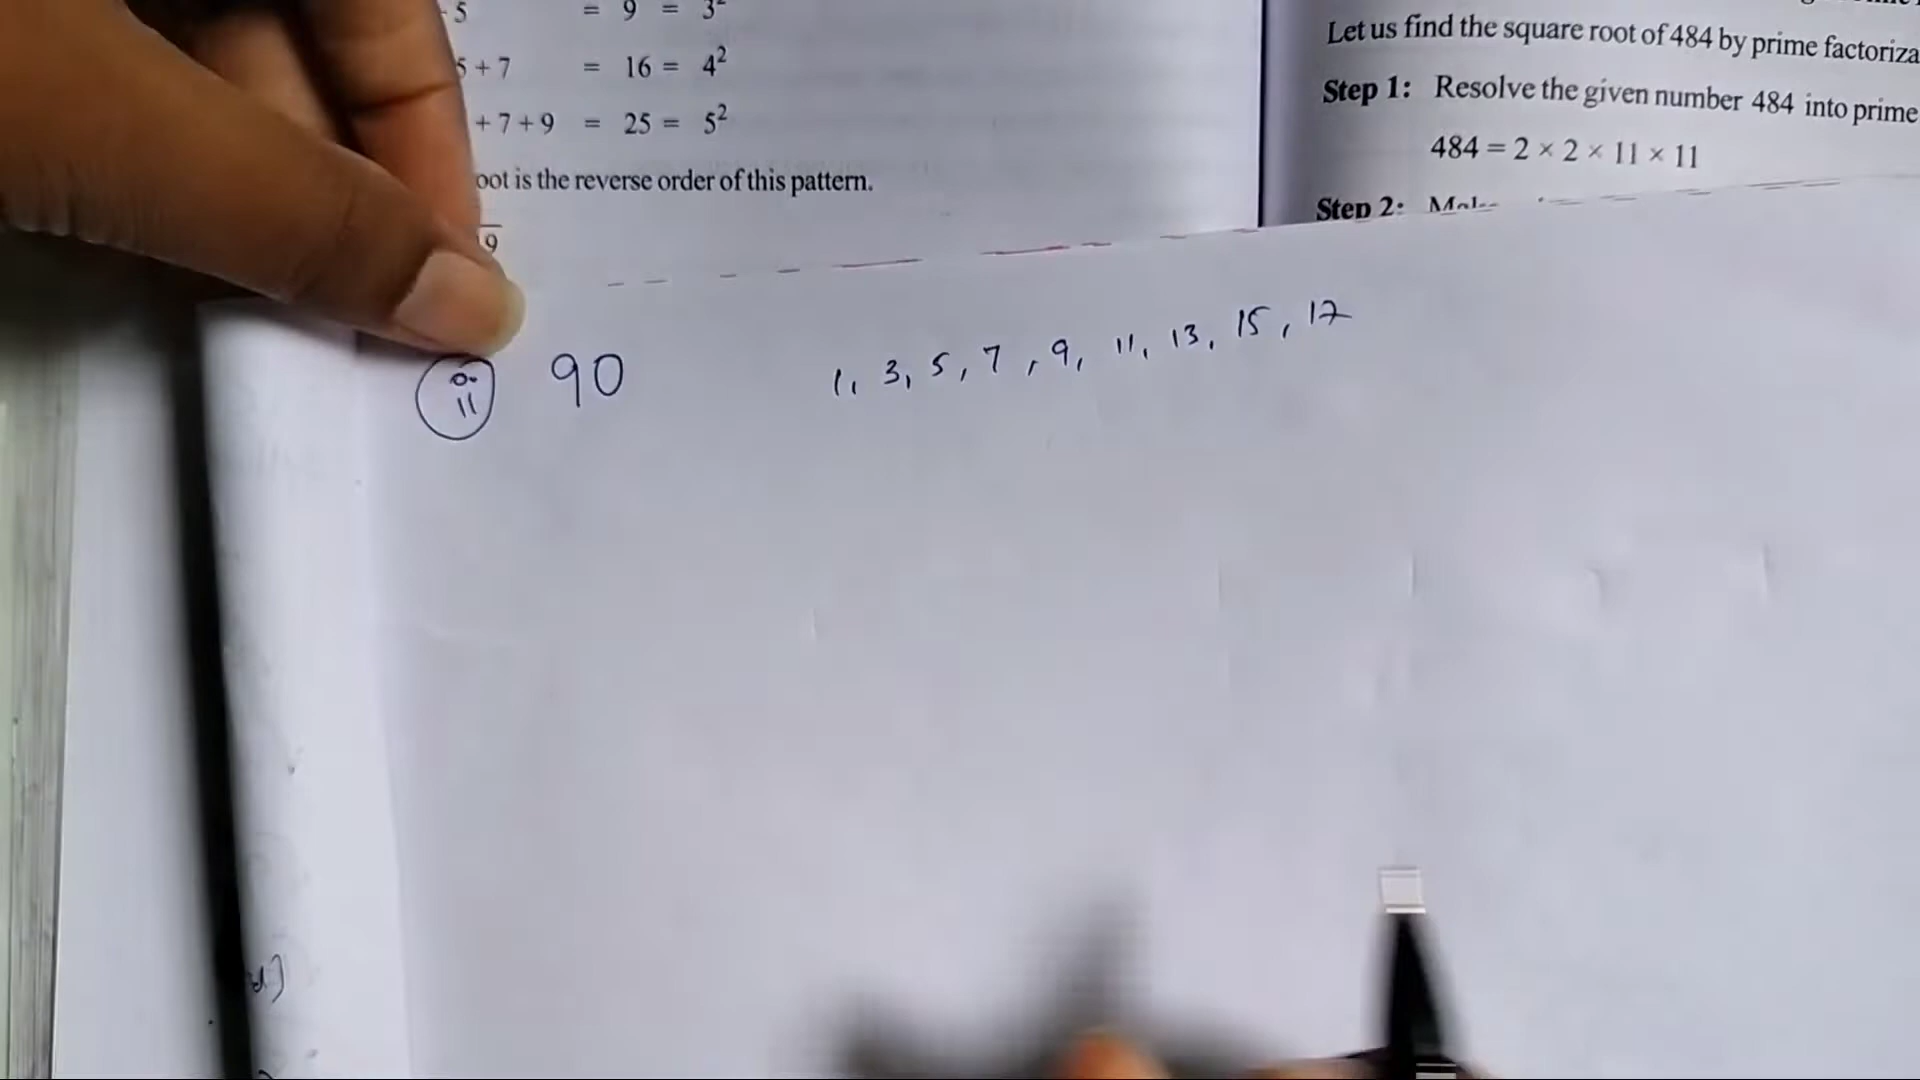 5 = 9 = 3²
5 + 7 = 16 = 4²
+ 7 + 9 = 25 = 5²
oot is the reverse order of this pattern.
9
Let us find the square root of 484 by prime factoriza
Step 1: Resolve the given number 484 into prime
484 = 2 × 2 × 11 × 11
Step 2:
ii 90 1, 3, 5, 7, 9, 11, 13, 15, 17